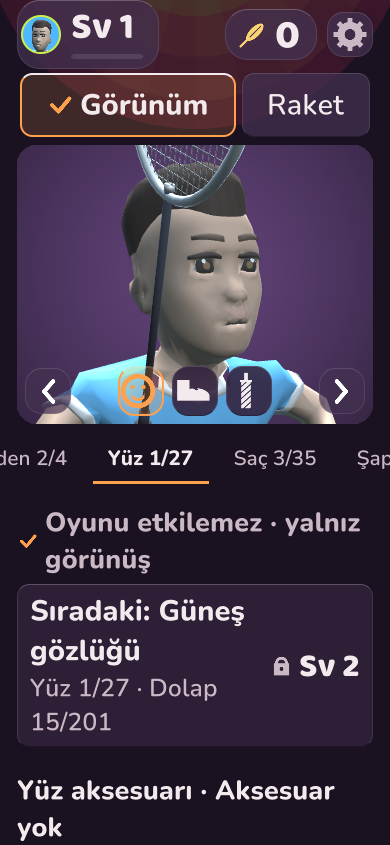 Sv 1
0
Görünüm
Raket
den 2/4
Yüz 1/27
Saç 3/35
Şap
Oyunu etkilemez · yalnız
görünüş
Sıradaki: Güneş
gözlüğü
Sv 2
Yüz 1/27 · Dolap
15/201
Yüz aksesuarı · Aksesuar
yok